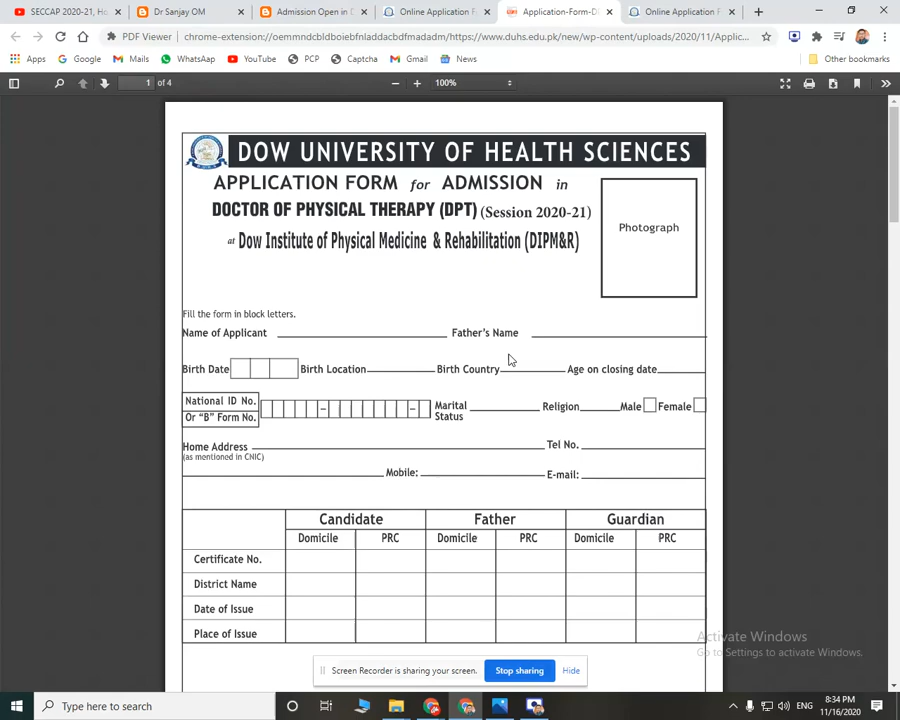 SECCAP 2020-21, H
Dr Sanjay OM
Admission Open in D
Online Application F
Application-Form-D
Online Application F
PDF Viewer
chrome-extension://oemmndcbldboiebfnladdacbdfmadadm/https://www.duhs.edu.pk/new/wp-content/uploads/2020/11/Applic...
Apps
Google
Mails
WhatsApp
YouTube
PCP
Captcha
Gmail
News
Other bookmarks
1 of 4
100%
DOW UNIVERSITY OF HEALTH SCIENCES
APPLICATION FORM for ADMISSION in
DOCTOR OF PHYSICAL THERAPY (DPT) (Session 2020-21)
at Dow Institute of Physical Medicine & Rehabilitation (DIPM&R)
Photograph
Fill the form in block letters.
Name of Applicant Father's Name
Birth Date Birth Location Birth Country Age on closing date
National ID No.
Or "B" Form No.
Marital
Status
Religion Male Female
Home Address Tel No.
(as mentioned in CNIC)
Mobile: E-mail:
Candidate Father Guardian
Domicile PRC Domicile PRC Domicile PRC
Certificate No.
District Name
Date of Issue
Place of Issue
Activate Windows
Go to Settings to activate Windows.
Screen Recorder is sharing your screen. Stop sharing Hide
Type here to search
ENG
8:34 PM
11/16/2020